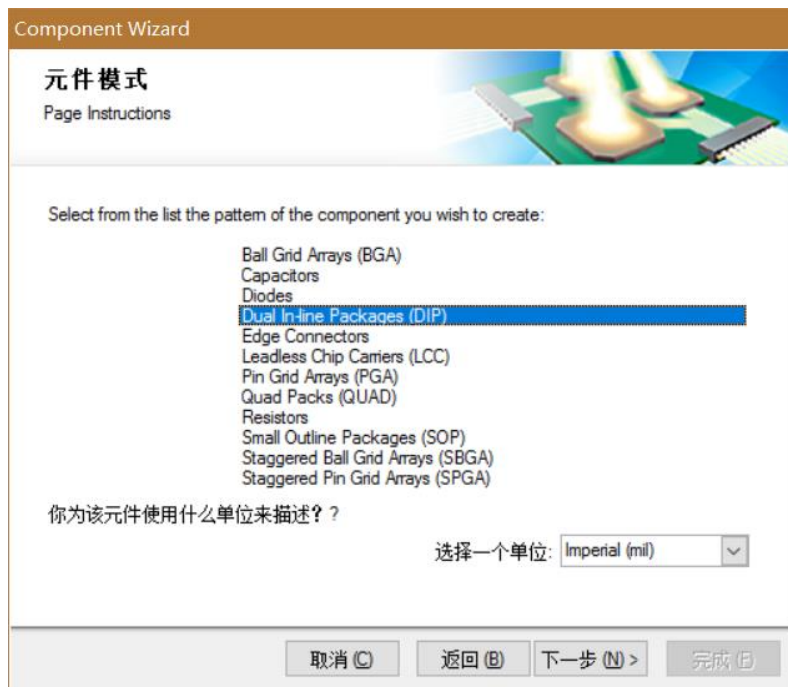 Component Wizard
元件模式
Page Instructions
Select from the list the pattern of the component you wish to create:
Ball Grid Arrays (BGA)
Capacitors
Diodes
Dual In-line Packages (DIP)
Edge Connectors
Leadless Chip Carriers (LCC)
Pin Grid Arrays (PGA)
Quad Packs (QUAD)
Resistors
Small Outline Packages (SOP)
Staggered Ball Grid Arrays (SBGA)
Staggered Pin Grid Arrays (SPGA)
你为该元件使用什么单位来描述？?
选择一个单位: Imperial (mil)
取消 (C) 返回 (B) 下一步 (N) > 完成 (F)